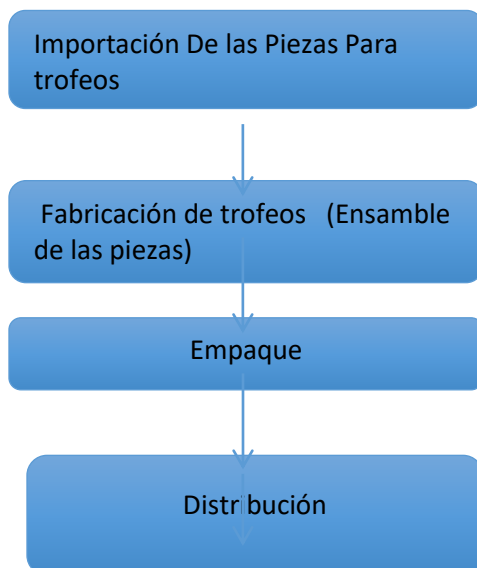 Importación De las Piezas Para
trofeos
Fabricación de trofeos (Ensamble
de las piezas)
Empaque
Distribución